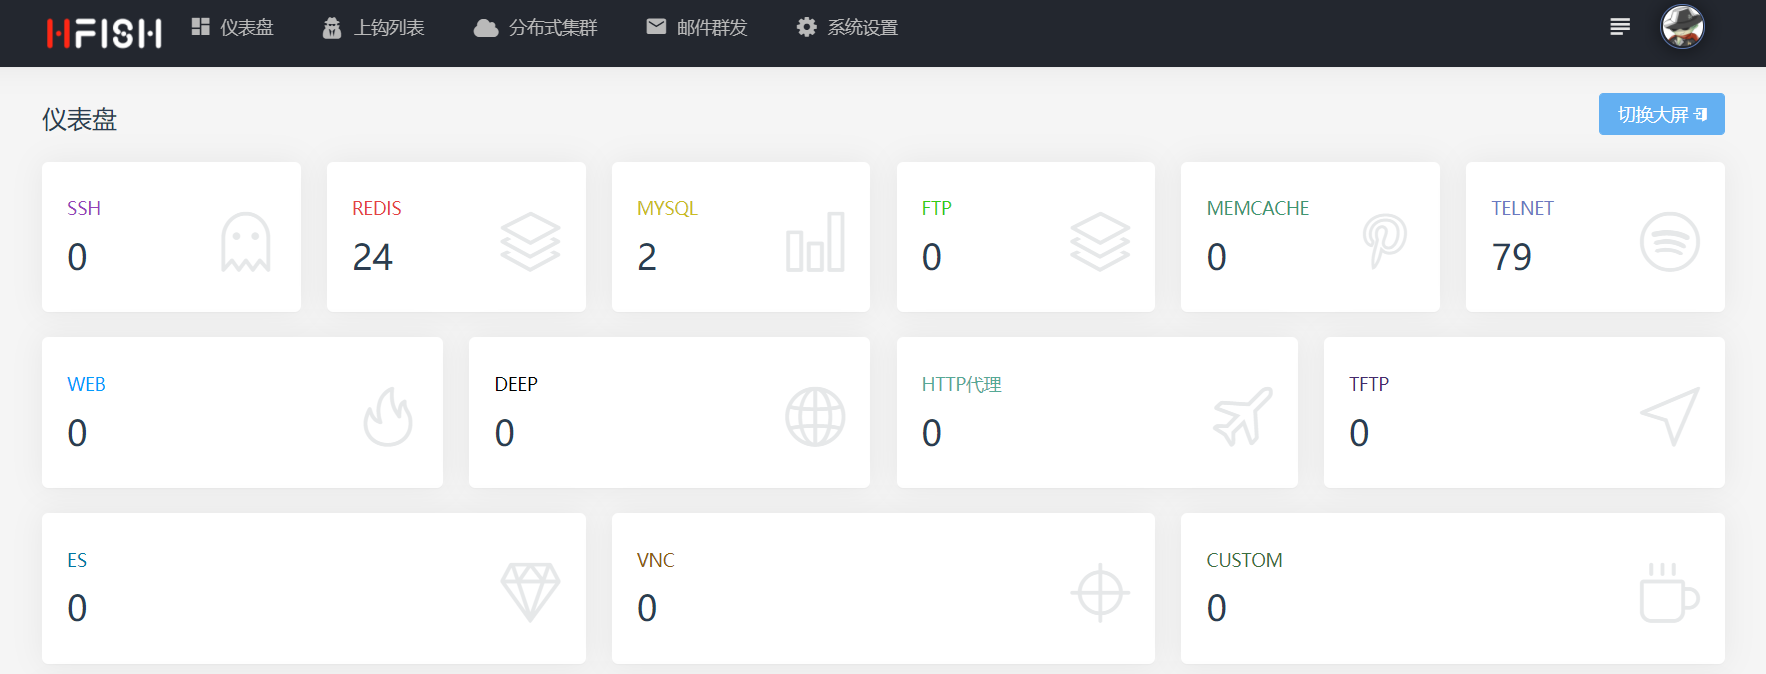 HFISH 仪表盘 上钩列表 分布式集群 邮件群发 系统设置
仪表盘 切换大屏
SSH REDIS MYSQL FTP MEMCACHE TELNET
0 24 2 0 0 79
WEB DEEP HTTP代理 TFTP
0 0 0 0
ES VNC CUSTOM
0 0 0